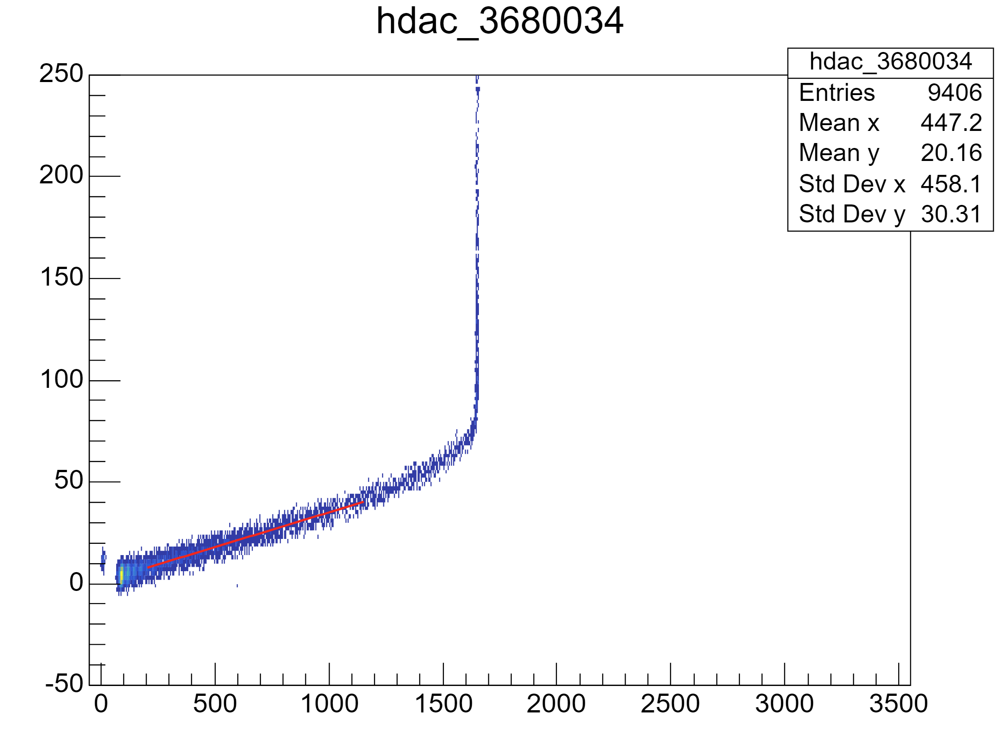 hdac_3680034
hdac_3680034
Entries 9406
Mean x 447.2
Mean y 20.16
Std Dev x 458.1
Std Dev y 30.31
250
200
150
100
50
0
-50
0 500 1000 1500 2000 2500 3000 3500